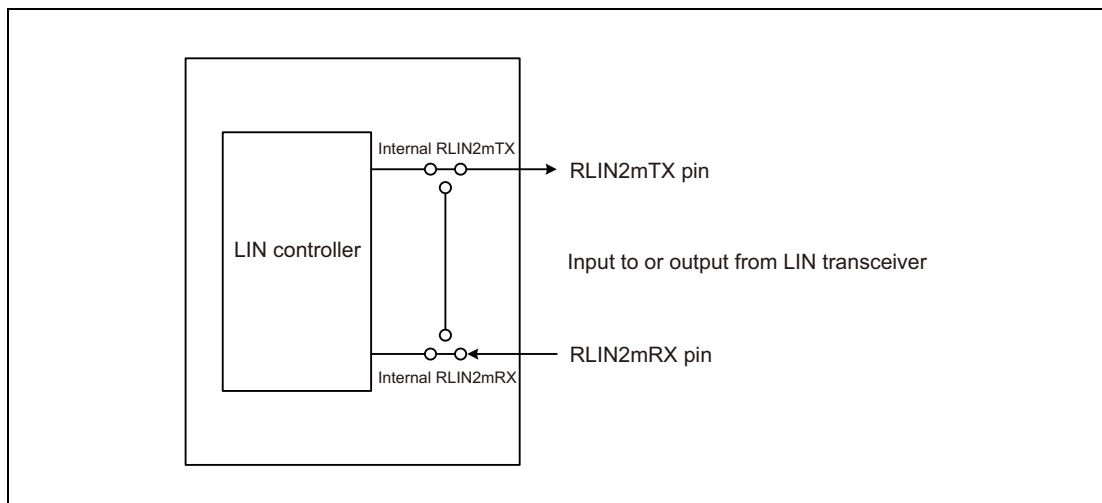 Internal RLIN2mTX
RLIN2mTX pin
LIN controller
Input to or output from LIN transceiver
RLIN2mRX pin
Internal RLIN2mRX